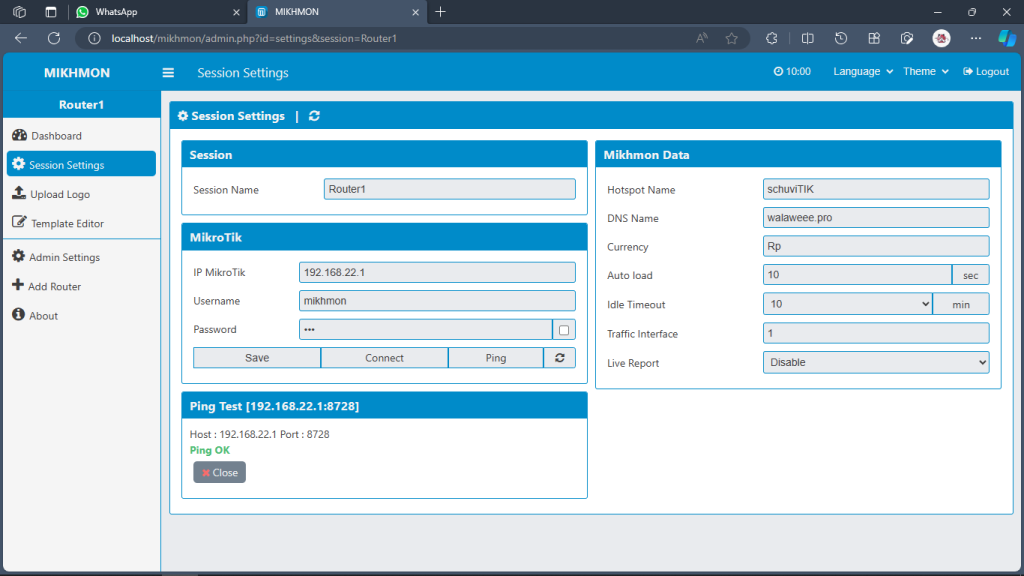 WhatsApp
MIKHMON
localhost/mikhmon/admin.php?id=settings&session=Router1
MIKHMON
Session Settings
10:00
Language
Theme
Logout
Router1
Dashboard
Session Settings
Upload Logo
Template Editor
Admin Settings
Add Router
About
Session Settings |
Session
Session Name Router1
MikroTik
IP MikroTik 192.168.22.1
Username mikhmon
Password •••
Save Connect Ping
Ping Test [192.168.22.1:8728]
Host : 192.168.22.1 Port : 8728
Ping OK
Close
Mikhmon Data
Hotspot Name schuviTIK
DNS Name walaweee.pro
Currency Rp
Auto load 10 sec
Idle Timeout 10 min
Traffic Interface 1
Live Report Disable